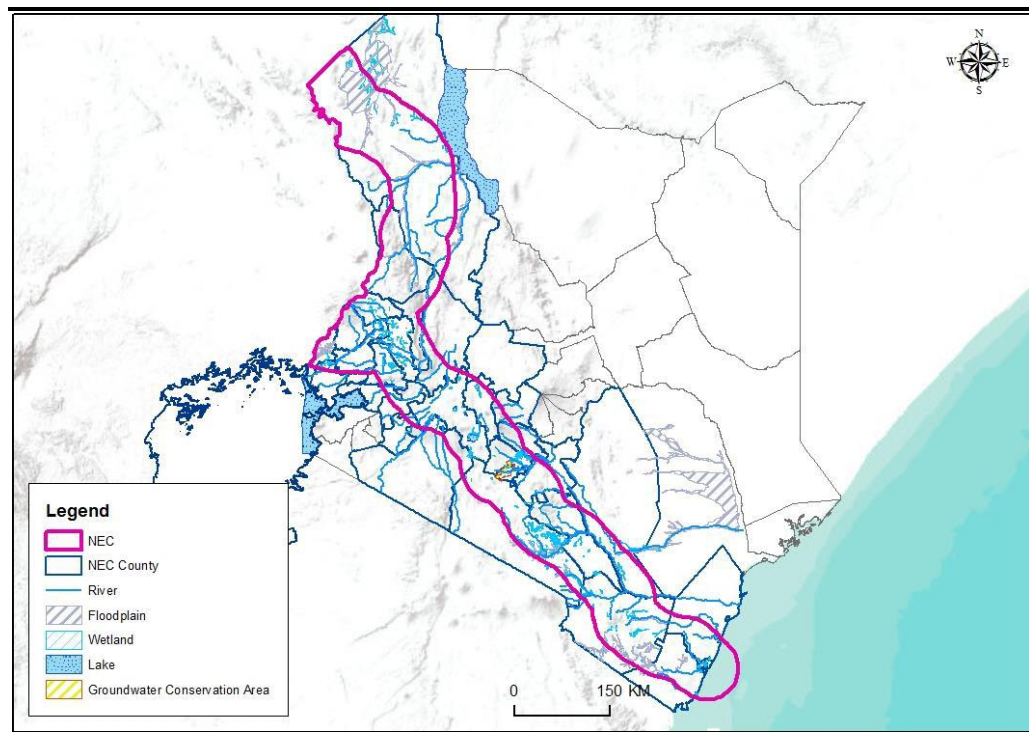 N
W E
S
Legend
NEC
NEC County
River
Floodplain
Wetland
Lake
Groundwater Conservation Area
0 150 KM